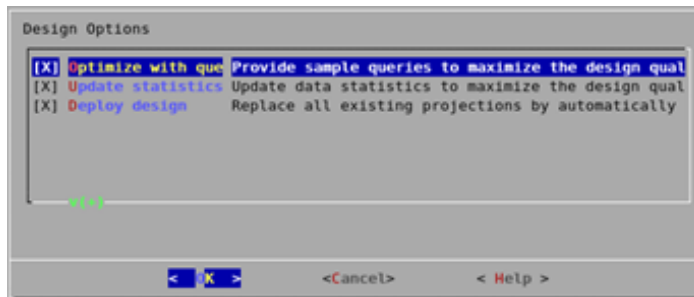 Design Options
[X] Optimize with que Provide sample queries to maximize the design qual
[X] Update statistics Update data statistics to maximize the design qual
[X] Deploy design Replace all existing projections by automatically
v(+)
< OK > <Cancel> < Help >